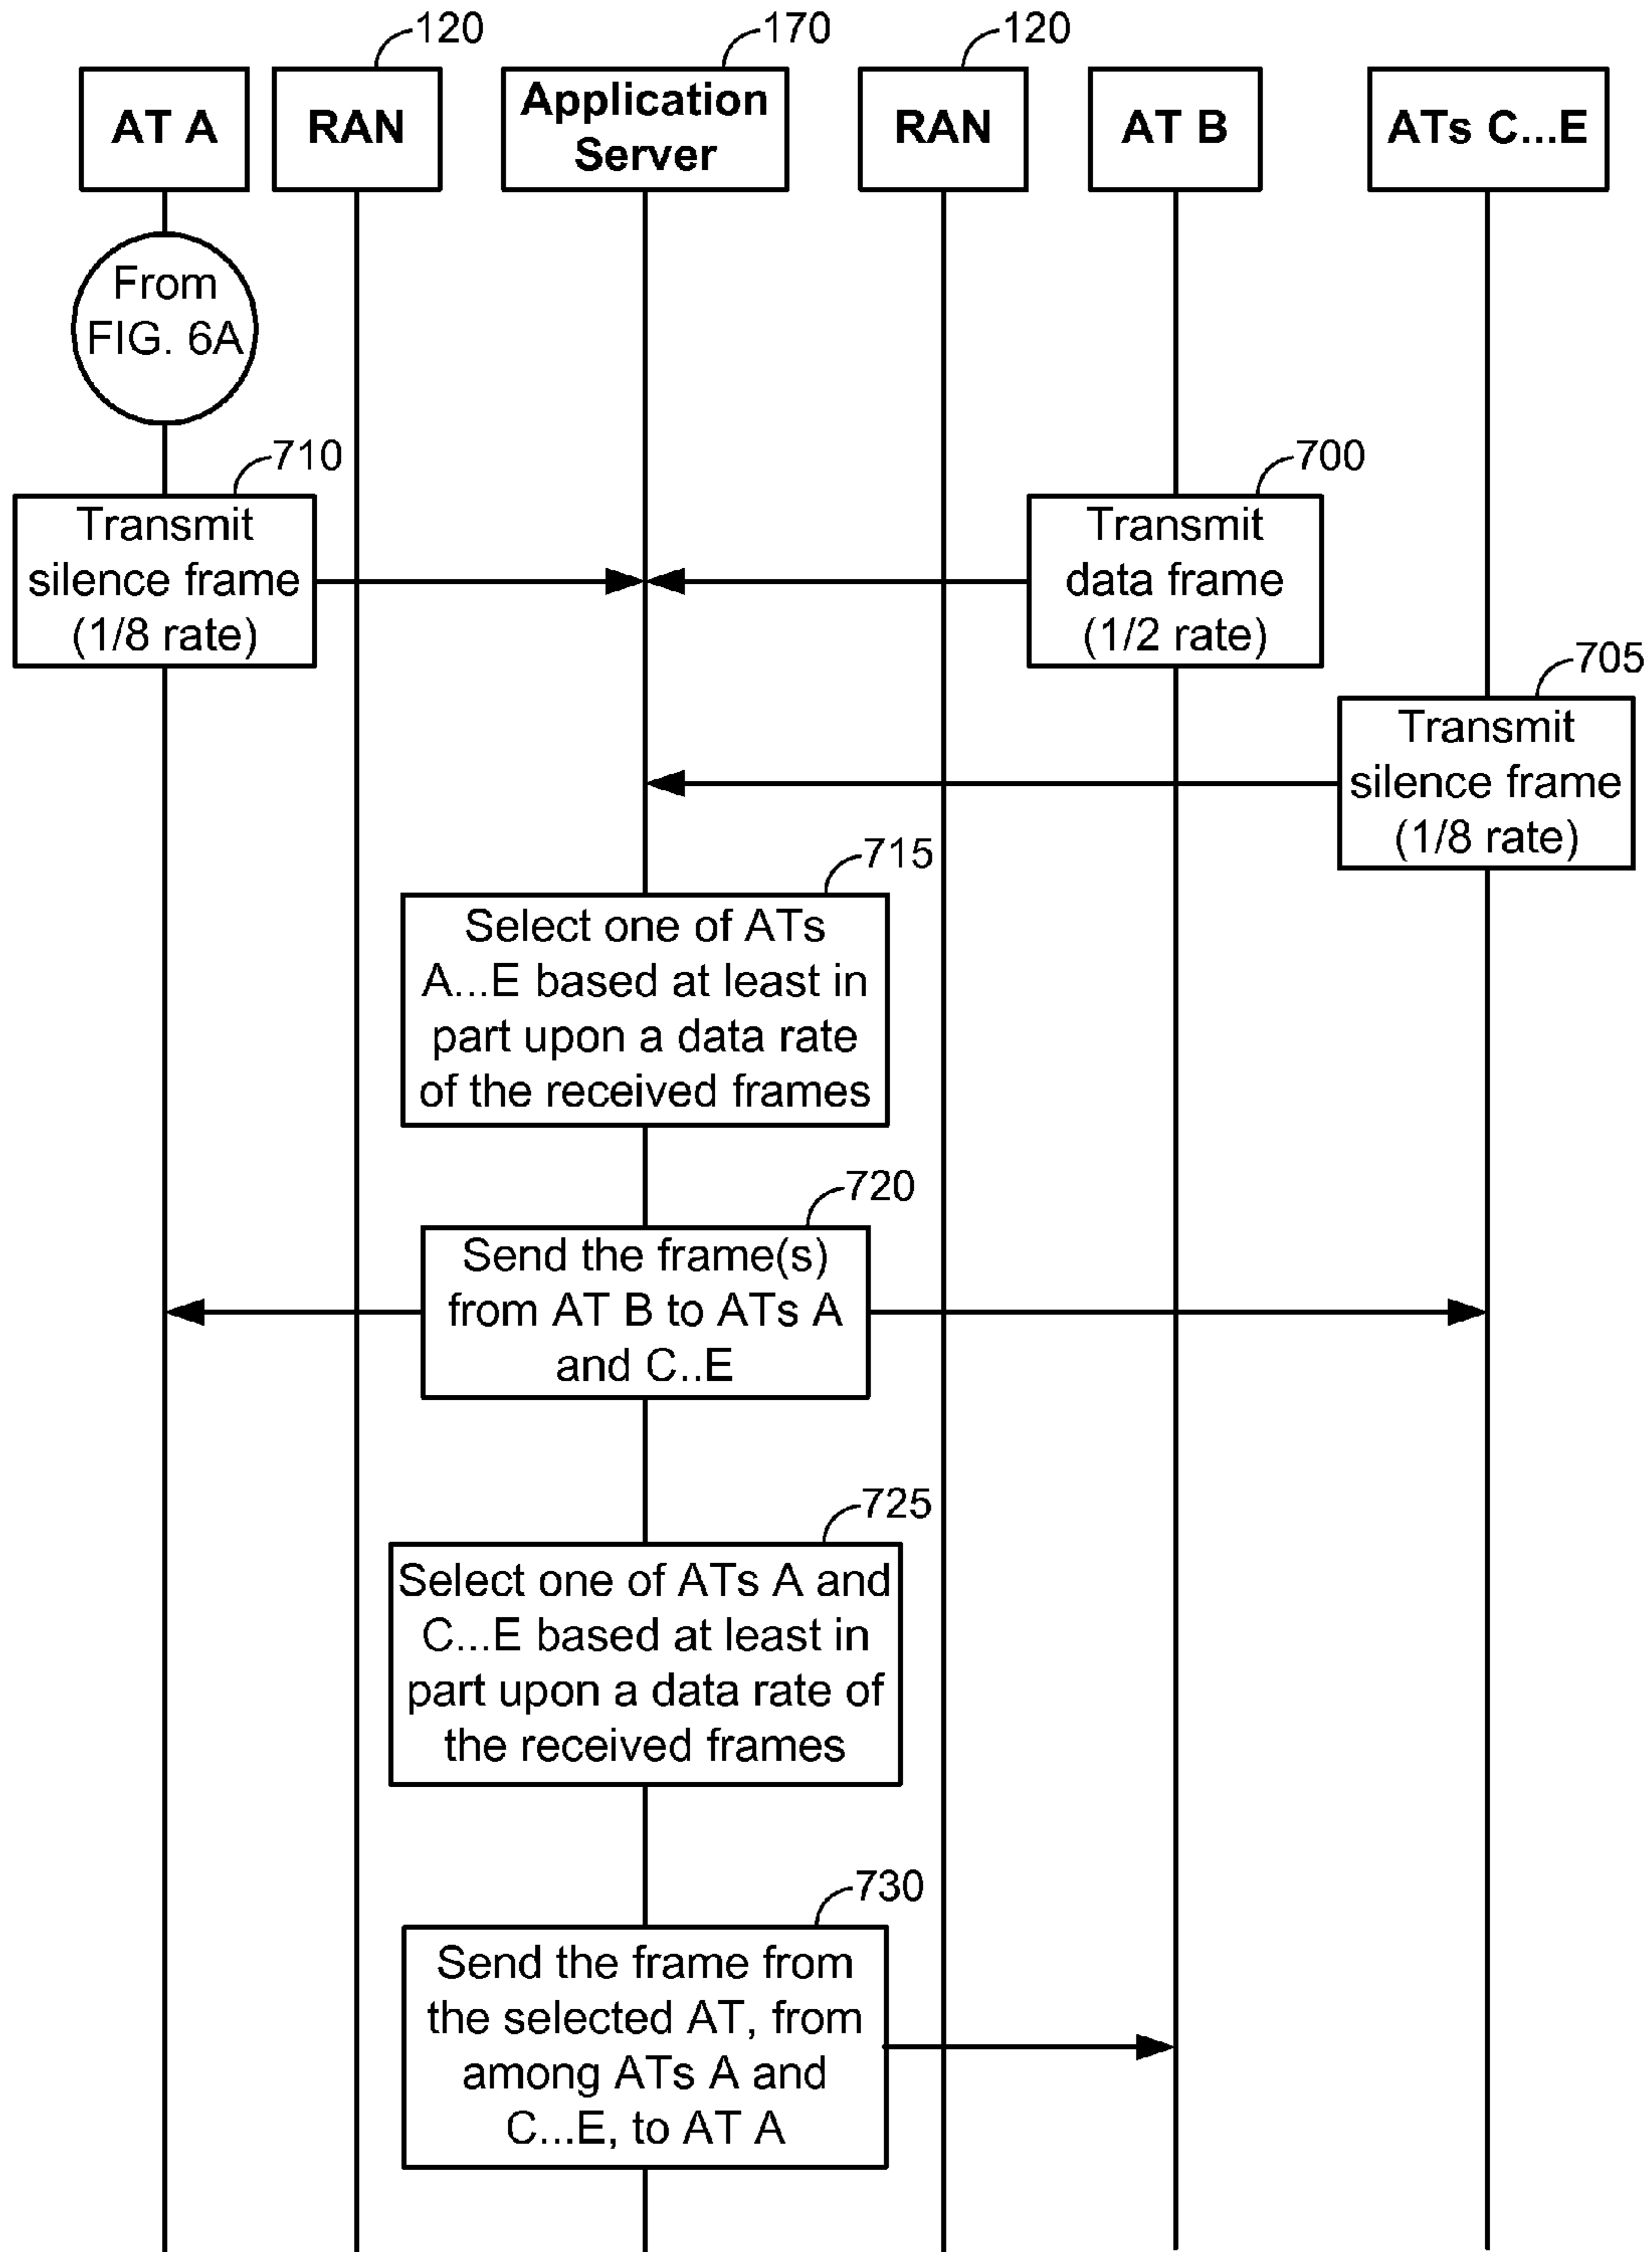 120
170
120
AT A
RAN
Application
Server
RAN
AT B
ATs C...E
From
FIG. 6A
710
Transmit
silence frame
(1/8 rate)
700
Transmit
data frame
(1/2 rate)
705
Transmit
silence frame
(1/8 rate)
715
Select one of ATs
A...E based at least in
part upon a data rate
of the received frames
720
Send the frame(s)
from AT B to ATs A
and C..E
725
Select one of ATs A and
C...E based at least in
part upon a data rate of
the received frames
730
Send the frame from
the selected AT, from
among ATs A and
C...E, to AT A